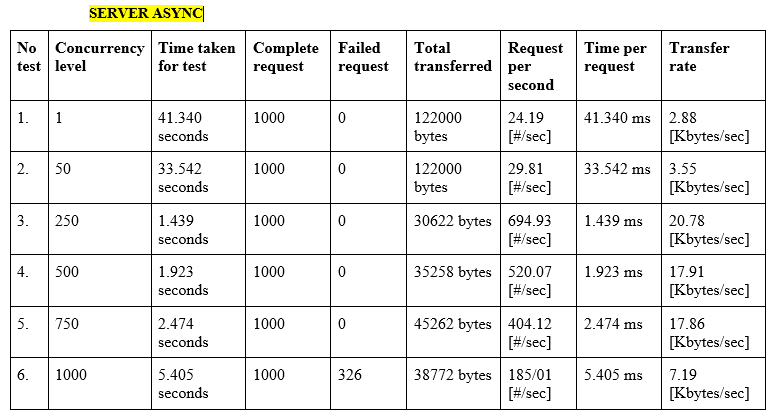 SERVER ASYNC
No test Concurrency level Time taken for test Complete request Failed request Total transferred Request per second Time per request Transfer rate
1. 1 41.340 seconds 1000 0 122000 bytes 24.19 [#/sec] 41.340 ms 2.88 [Kbytes/sec]
2. 50 33.542 seconds 1000 0 122000 bytes 29.81 [#/sec] 33.542 ms 3.55 [Kbytes/sec]
3. 250 1.439 seconds 1000 0 30622 bytes 694.93 [#/sec] 1.439 ms 20.78 [Kbytes/sec]
4. 500 1.923 seconds 1000 0 35258 bytes 520.07 [#/sec] 1.923 ms 17.91 [Kbytes/sec]
5. 750 2.474 seconds 1000 0 45262 bytes 404.12 [#/sec] 2.474 ms 17.86 [Kbytes/sec]
6. 1000 5.405 seconds 1000 326 38772 bytes 185/01 [#/sec] 5.405 ms 7.19 [Kbytes/sec]